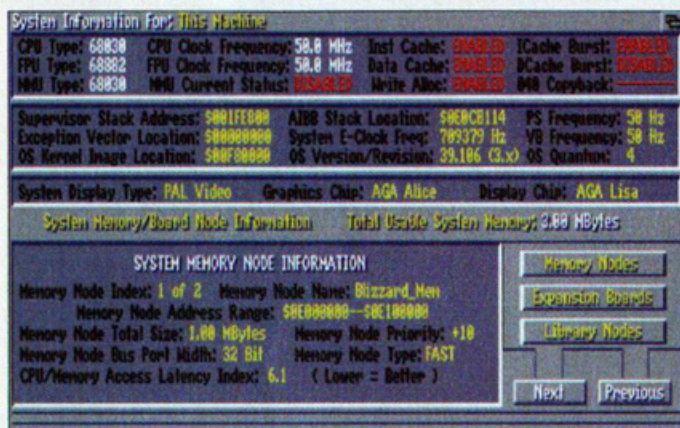 System Information For: This Machine
CPU Type: 68030 CPU Clock Frequency: 50.0 MHz Inst Cache: ENABLED ICache Burst: ENABLED
FPU Type: 68882 FPU Clock Frequency: 50.0 MHz Data Cache: ENABLED DCache Burst: DISABLED
MMU Type: 68030 MMU Current Status: DISABLED Write Alloc: ENABLED 040 Copyback:
Supervisor Stack Address: $001FE800 AIBB Stack Location: $0E0CB114 PS Frequency: 50 Hz
Exception Vector Location: $00000000 System E-Clock Freq: 709379 Hz VB Frequency: 50 Hz
OS Kernel Image Location: $00F80000 OS Version/Revision: 39.106 (3.x) OS Quantum: 4
System Display Type: PAL Video Graphics Chip: AGA Alice Display Chip: AGA Lisa
System Memory/Board Node Information Total Usable System Memory: 3.00 MBytes
SYSTEM MEMORY NODE INFORMATION
Memory Node Index: 1 of 2 Memory Node Name: Blizzard_Mem
Memory Node Address Range: $0E000000--$0E100000
Memory Node Total Size: 1.00 MBytes Memory Node Priority: +10
Memory Node Bus Port Width: 32 Bit Memory Node Type: FAST
CPU/Memory Access Latency Index: 6.1 ( Lower = Better )
Memory Nodes
Expansion Boards
Library Nodes
Next Previous